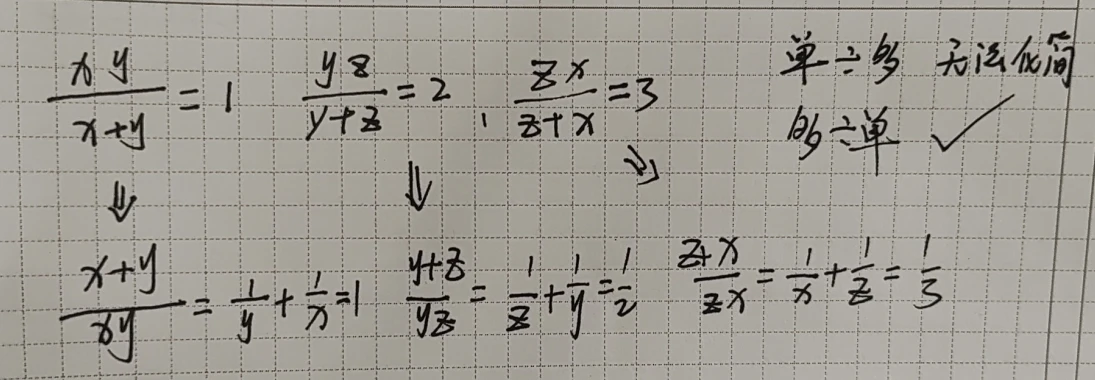 xy/(x+y) = 1 yz/(y+z) = 2 , zx/(z+x) = 3 单÷多 无法化简
多÷单 ✓
⇓ ⇓ ⇘
(x+y)/xy = 1/y + 1/x = 1 (y+z)/yz = 1/z + 1/y = 1/2 (z+x)/zx = 1/x + 1/z = 1/3